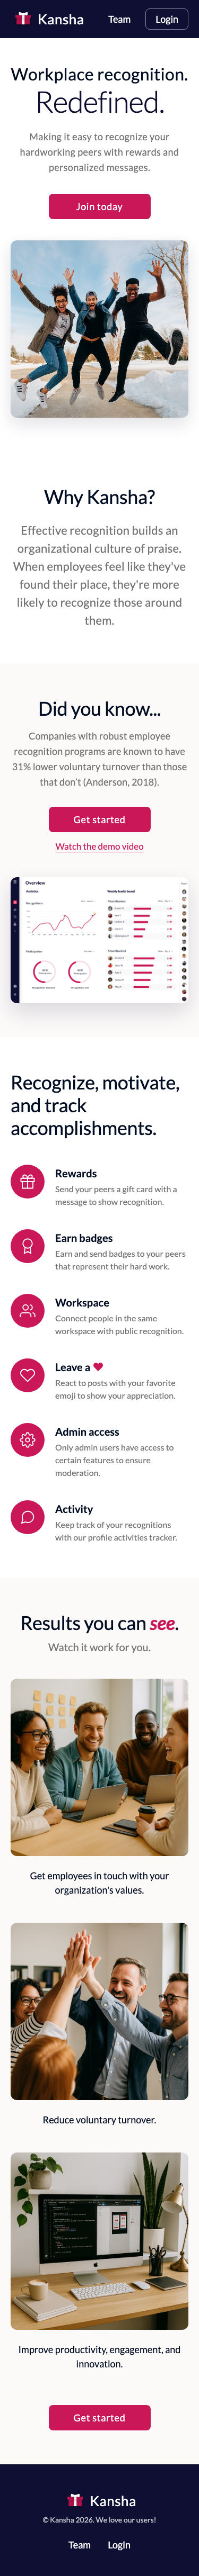 Kansha Team Login
Workplace recognition.
Redefined.
Making it easy to recognize your
hardworking peers with rewards and
personalized messages.
Join today
Why Kansha?
Effective recognition builds an
organizational culture of praise.
When employees feel like they've
found their place, they're more
likely to recognize those around
them.
Did you know...
Companies with robust employee
recognition programs are known to have
31% lower voluntary turnover than those
that don't (Anderson, 2018).
Get started
Watch the demo video
Overview
Recognize, motivate,
and track
accomplishments.
Rewards
Send your peers a gift card with a
message to show recognition.
Earn badges
Earn and send badges to your peers
that represent their hard work.
Workspace
Connect people in the same
workspace with public recognition.
Leave a ❤
React to posts with your favorite
emoji to show your appreciation.
Admin access
Only admin users have access to
certain features to ensure
moderation.
Activity
Keep track of your recognitions
with our profile activities tracker.
Results you can see.
Watch it work for you.
Get employees in touch with your
organization's values.
Reduce voluntary turnover.
Improve productivity, engagement, and
innovation.
Get started
Kansha
© Kansha 2026. We love our users!
Team Login